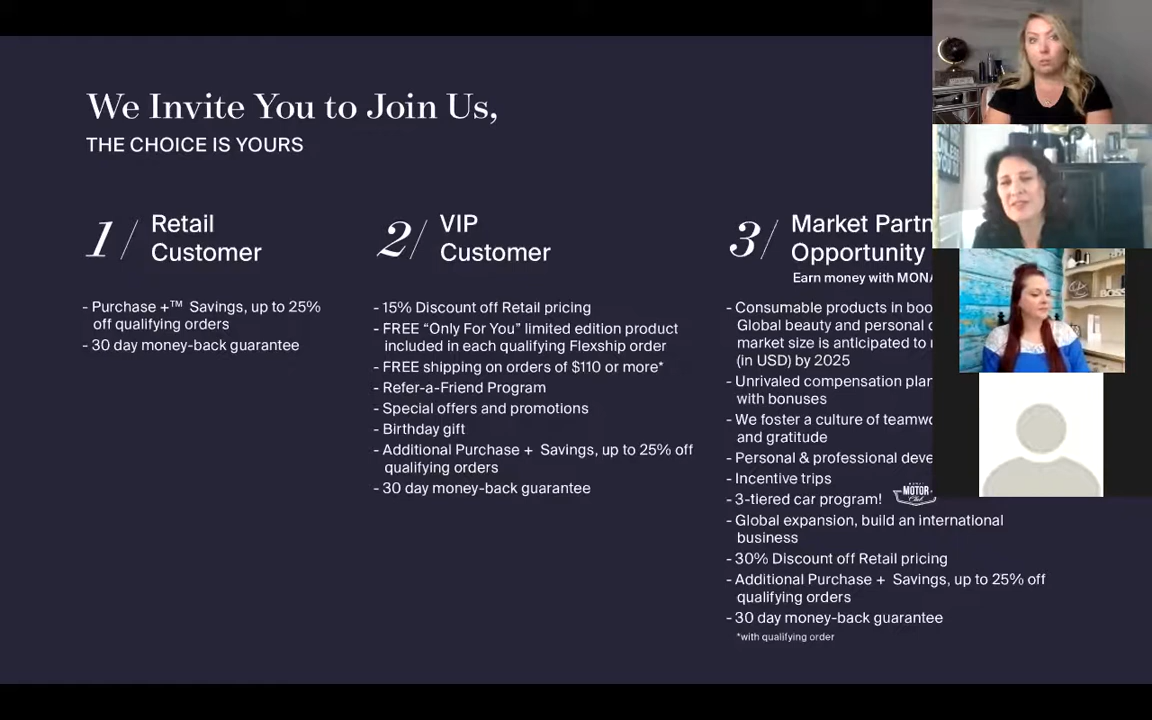 We Invite You to Join Us,
THE CHOICE IS YOURS
1/ Retail
Customer
- Purchase +™ Savings, up to 25%
off qualifying orders
- 30 day money-back guarantee
2/ VIP
Customer
- 15% Discount off Retail pricing
- FREE “Only For You” limited edition product
included in each qualifying Flexship order
- FREE shipping on orders of $110 or more*
- Refer-a-Friend Program
- Special offers and promotions
- Birthday gift
- Additional Purchase + Savings, up to 25% off
qualifying orders
- 30 day money-back guarantee
3/ Market
Opportunity
Earn money with
- Consumable products in
Global beauty and personal
market size is anticipated to
(in USD) by 2025
- Unrivaled compensation
with bonuses
- We foster a culture of
and gratitude
- Personal & professional
- Incentive trips
- 3-tiered car program!
MOTOR
Club
- Global expansion, build an international
business
- 30% Discount off Retail pricing
- Additional Purchase + Savings, up to 25% off
qualifying orders
- 30 day money-back guarantee
*with qualifying order